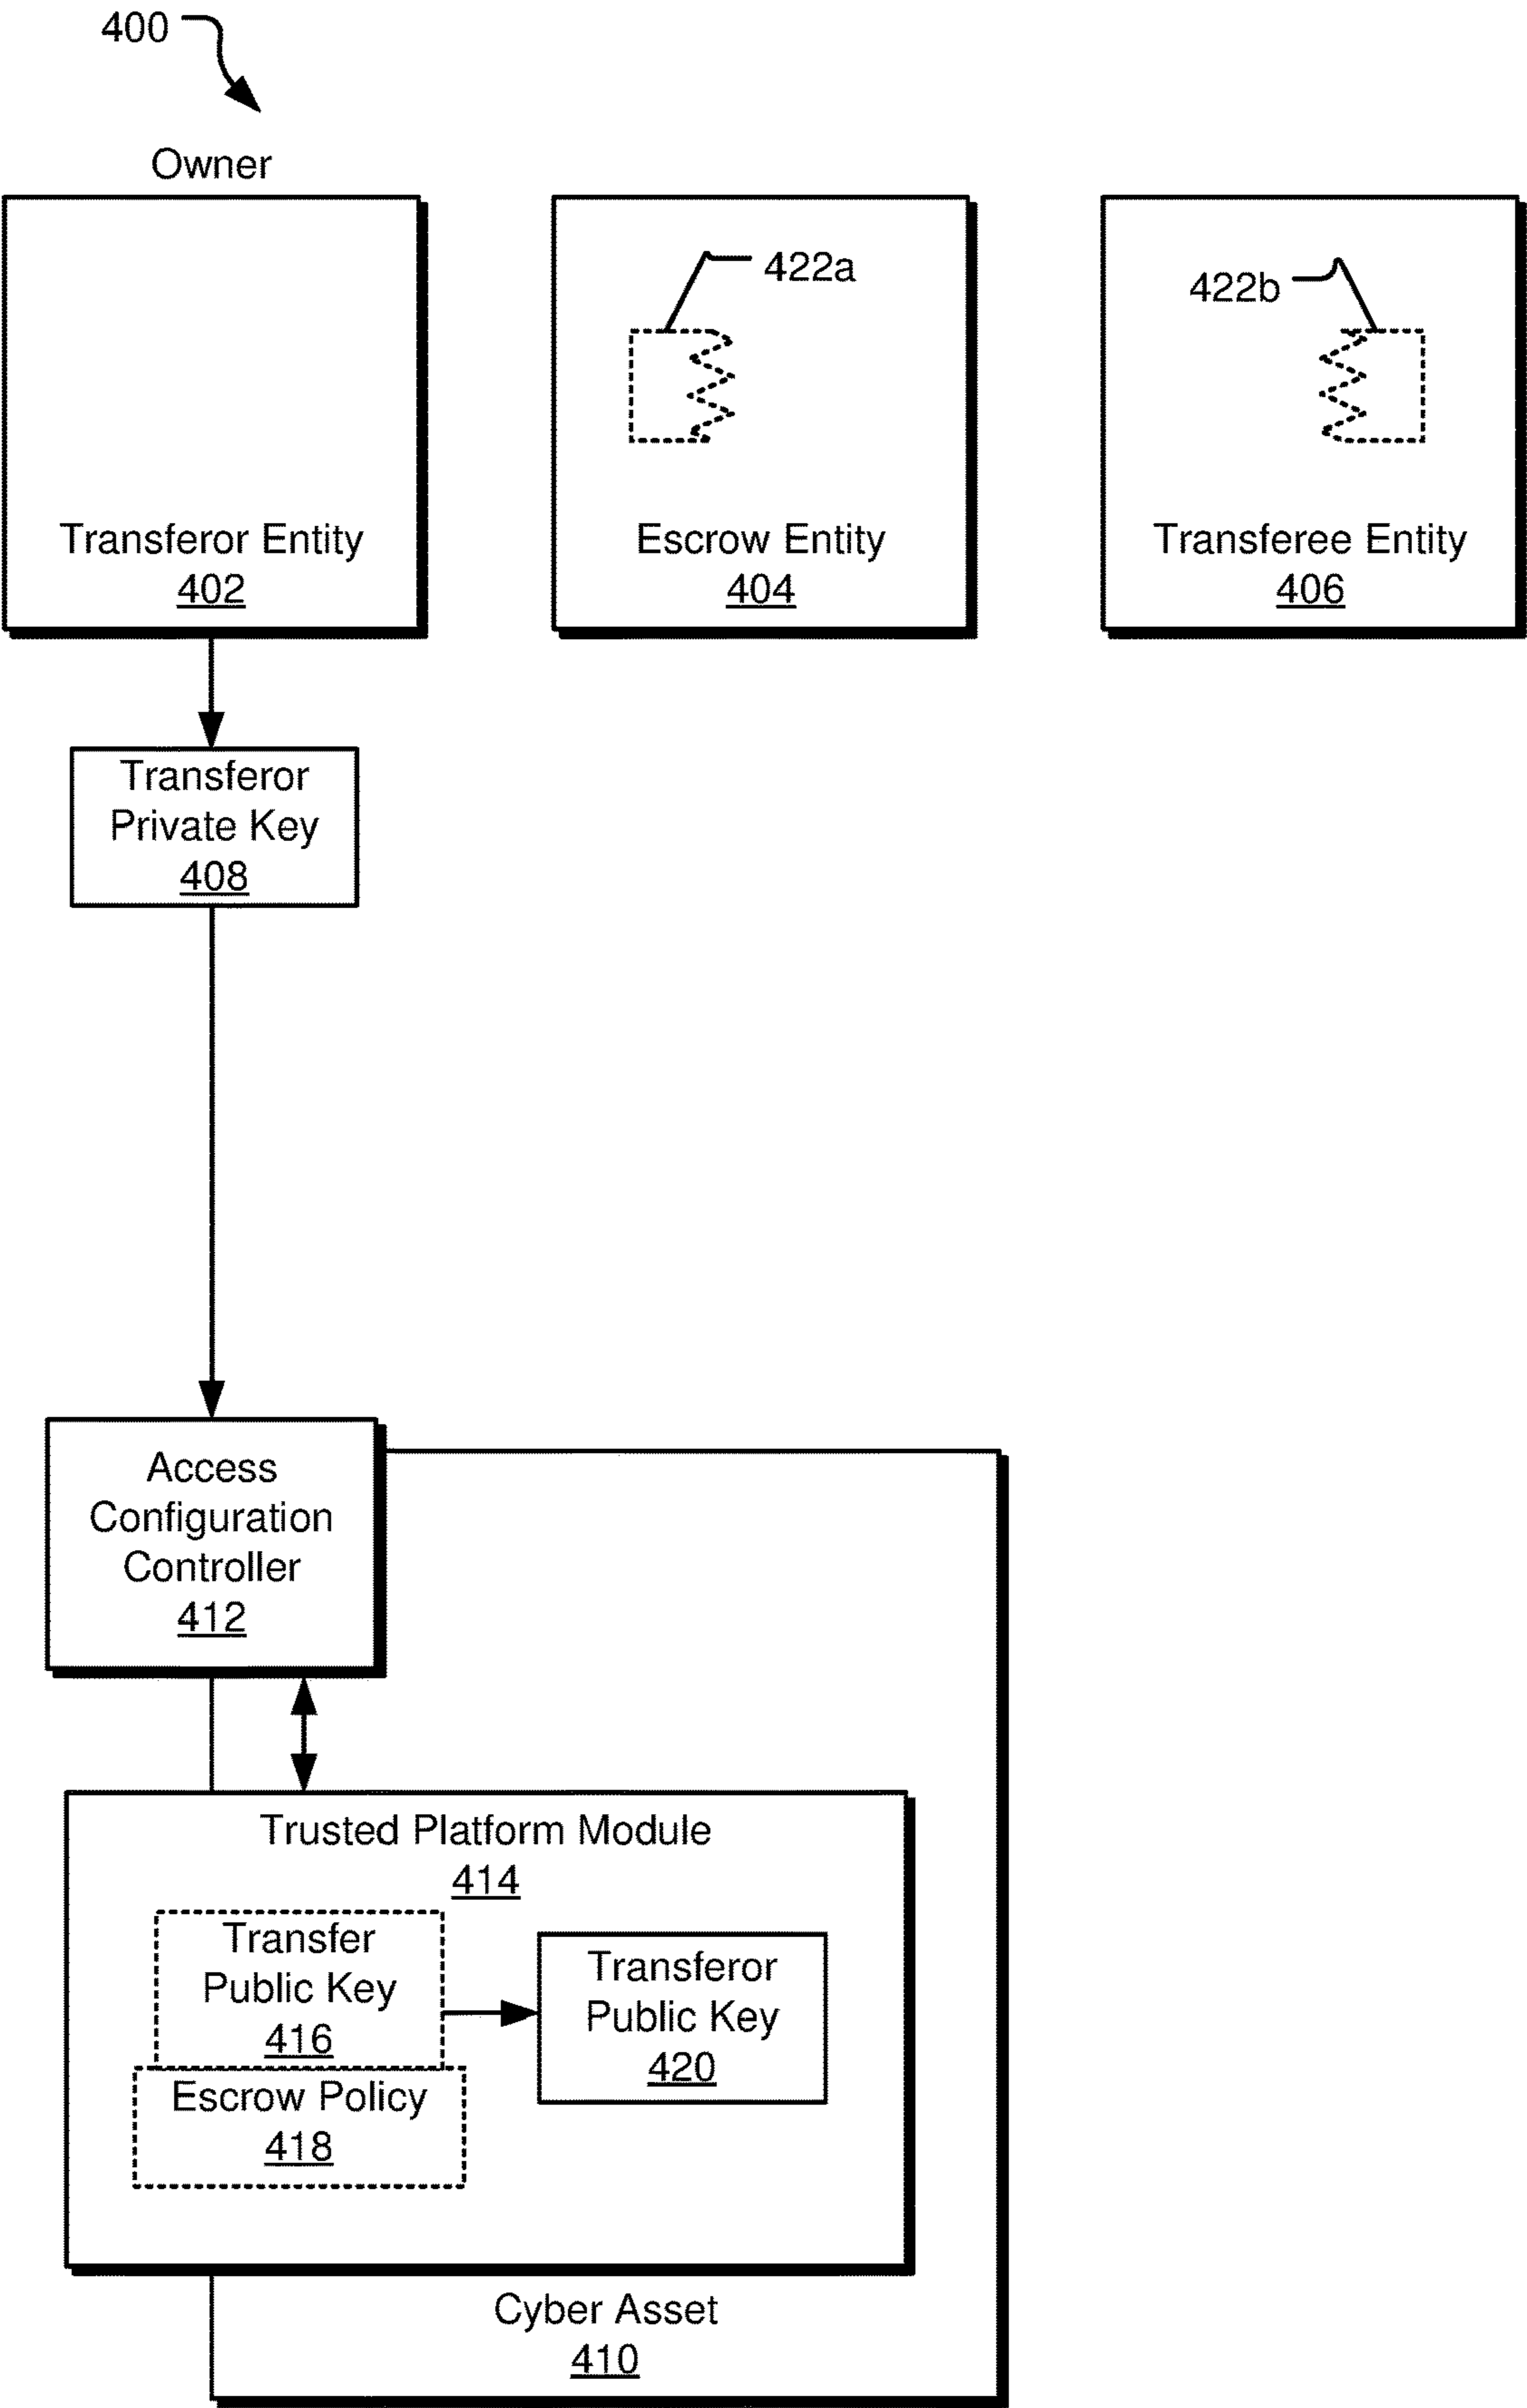 400
Owner
422a
422b
Transferor Entity
402
Escrow Entity
404
Transferee Entity
406
Transferor
Private Key
408
Access
Configuration
Controller
412
Trusted Platform Module
414
Transfer
Public Key
416
Escrow Policy
418
Transferor
Public Key
420
Cyber Asset
410